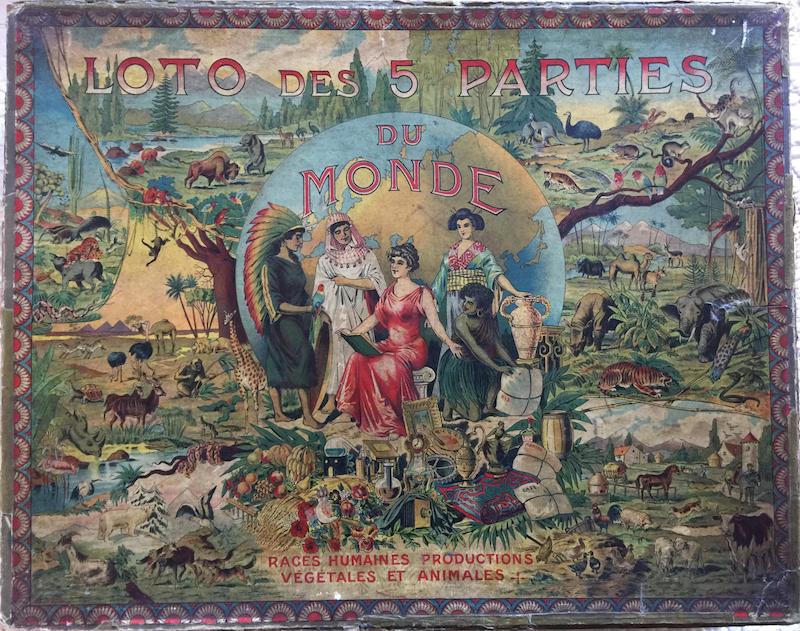 LOTO DES 5 PARTIES
DU
MONDE
RACES HUMAINES PRODUCTIONS
VÉGÉTALES ET ANIMALES